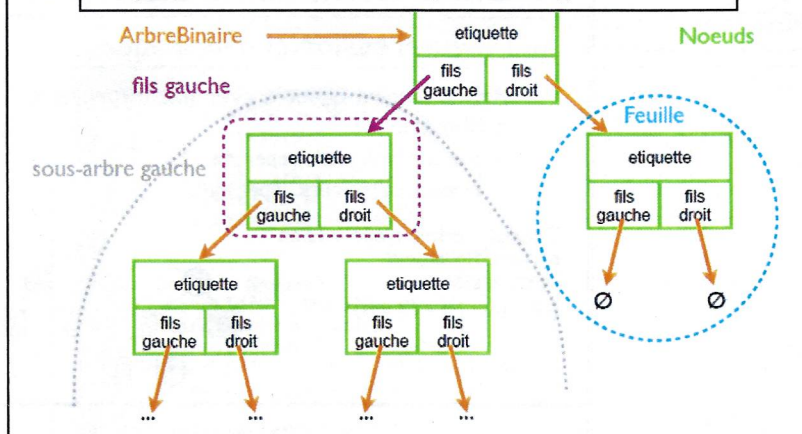 ArbreBinaire
etiquette
Noeuds
fils gauche
fils
gauche
fils
droit
Feuille
sous-arbre gauche
etiquette
fils
gauche
fils
droit
etiquette
fils
gauche
fils
droit
Ø
Ø
etiquette
fils
gauche
fils
droit
etiquette
fils
gauche
fils
droit
...
...
...
...